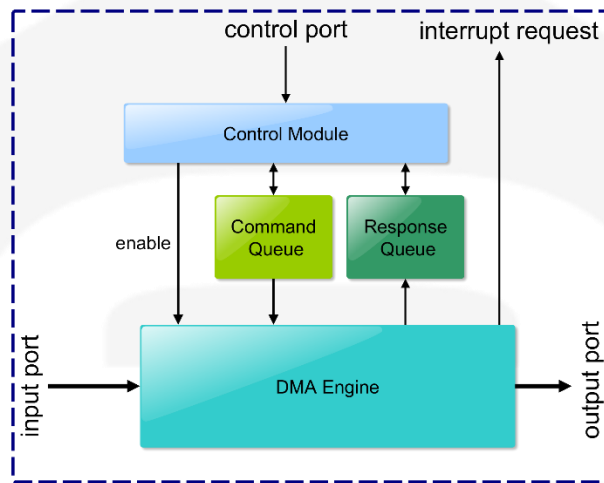 control port
interrupt request
Control Module
enable
Command
Queue
Response
Queue
input port
DMA Engine
output port